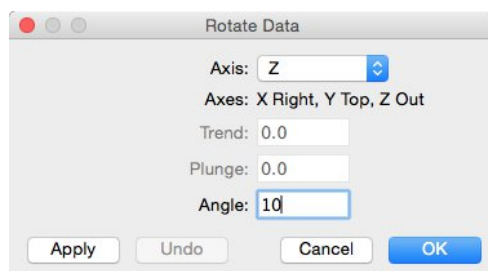 Rotate Data
Axis: Z
Axes: X Right, Y Top, Z Out
Trend: 0.0
Plunge: 0.0
Angle: 10
Apply Undo Cancel OK